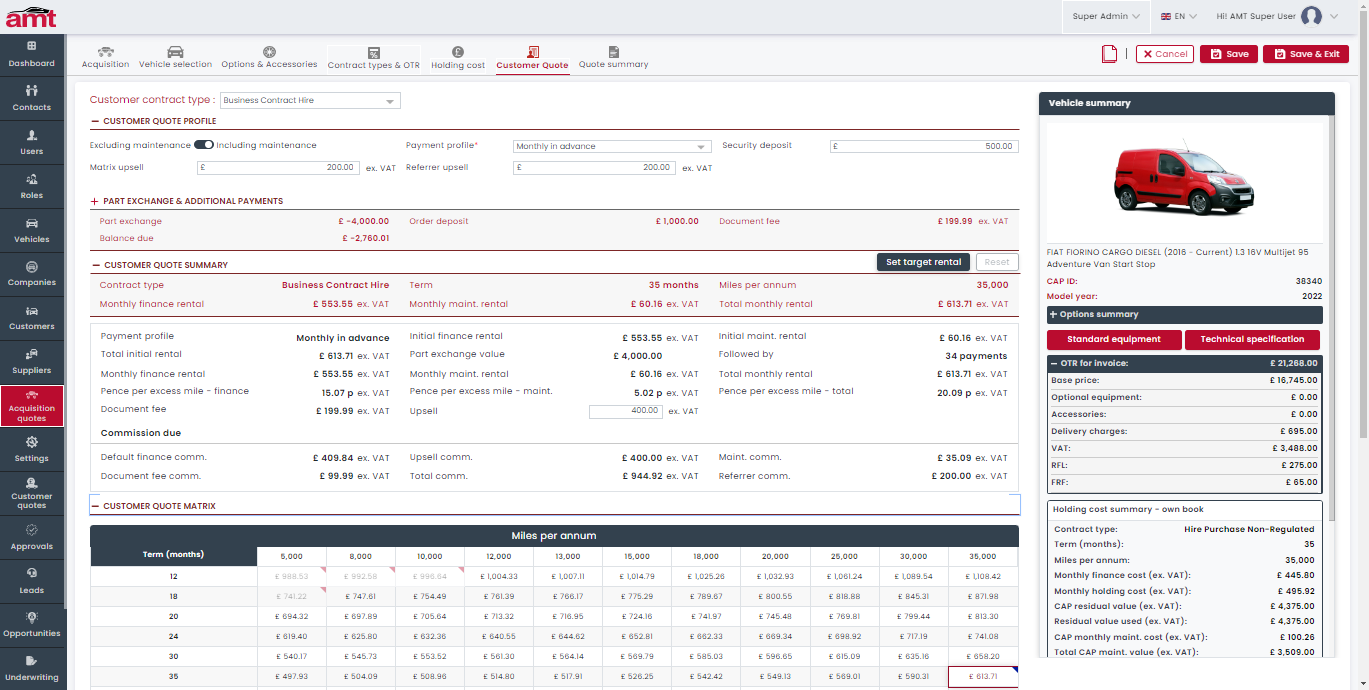 amt
Super Admin
EN
Hi! AMT Super User
Dashboard
Contacts
Users
Roles
Vehicles
Companies
Customers
Suppliers
Acquisition
quotes
Settings
Customer
quotes
Approvals
Leads
Opportunities
Underwriting
Acquisition Vehicle selection Options & Accessories Contract types & OTR Holding cost Customer Quote Quote summary
Cancel Save Save & Exit
Customer contract type : Business Contract Hire
— CUSTOMER QUOTE PROFILE
Excluding maintenance Including maintenance Payment profile* Monthly in advance Security deposit £ 500.00
Matrix upsell £ 200.00 ex. VAT Referrer upsell £ 200.00 ex. VAT
+ PART EXCHANGE & ADDITIONAL PAYMENTS
Part exchange £ -4,000.00 Order deposit £ 1,000.00 Document fee £ 199.99 ex. VAT
Balance due £ -2,760.01
— CUSTOMER QUOTE SUMMARY Set target rental Reset
Contract type Business Contract Hire Term 35 months Miles per annum 35,000
Monthly finance rental £ 553.55 ex. VAT Monthly maint. rental £ 60.16 ex. VAT Total monthly rental £ 613.71 ex. VAT
Payment profile Monthly in advance Initial finance rental £ 553.55 ex. VAT Initial maint. rental £ 60.16 ex. VAT
Total initial rental £ 613.71 ex. VAT Part exchange value £ 4,000.00 Followed by 34 payments
Monthly finance rental £ 553.55 ex. VAT Monthly maint. rental £ 60.16 ex. VAT Total monthly rental £ 613.71 ex. VAT
Pence per excess mile - finance 15.07 p ex. VAT Pence per excess mile - maint. 5.02 p ex. VAT Pence per excess mile - total 20.09 p ex. VAT
Document fee £ 199.99 ex. VAT Upsell 400.00 ex. VAT
Commission due
Default finance comm. £ 409.84 ex. VAT Upsell comm. £ 400.00 ex. VAT Maint. comm. £ 35.09 ex. VAT
Document fee comm. £ 99.99 ex. VAT Total comm. £ 944.92 ex. VAT Referrer comm. £ 200.00 ex. VAT
— CUSTOMER QUOTE MATRIX
Miles per annum
Term (months) 5,000 8,000 10,000 12,000 13,000 15,000 18,000 20,000 25,000 30,000 35,000
12 £ 988.53 £ 992.58 £ 996.64 £ 1,004.33 £ 1,007.11 £ 1,014.79 £ 1,025.26 £ 1,032.93 £ 1,061.24 £ 1,089.54 £ 1,108.42
18 £ 741.22 £ 747.61 £ 754.49 £ 761.39 £ 766.17 £ 775.29 £ 789.67 £ 800.55 £ 818.88 £ 845.31 £ 871.98
20 £ 694.32 £ 697.89 £ 705.64 £ 713.32 £ 716.95 £ 724.16 £ 741.97 £ 745.48 £ 769.81 £ 799.44 £ 813.30
24 £ 619.40 £ 625.80 £ 632.36 £ 640.55 £ 644.62 £ 652.81 £ 662.33 £ 669.34 £ 698.92 £ 717.19 £ 741.08
30 £ 540.17 £ 545.73 £ 553.52 £ 561.30 £ 564.14 £ 569.79 £ 585.03 £ 596.65 £ 615.09 £ 635.16 £ 658.20
35 £ 497.93 £ 504.09 £ 508.96 £ 514.80 £ 517.91 £ 526.25 £ 542.42 £ 549.13 £ 569.01 £ 590.31 £ 613.71
Vehicle summary
FIAT FIORINO CARGO DIESEL (2016 - Current) 1.3 16V Multijet 95
Adventure Van Start Stop
CAP ID: 38340
Model year: 2022
+ Options summary
Standard equipment Technical specification
— OTR for invoice: £ 21,268.00
Base price: £ 16,745.00
Optional equipment: £ 0.00
Accessories: £ 0.00
Delivery charges: £ 695.00
VAT: £ 3,488.00
RFL: £ 275.00
FRF: £ 65.00
Holding cost summary - own book
Contract type: Hire Purchase Non-Regulated
Term (months): 35
Miles per annum: 35,000
Monthly finance cost (ex. VAT): £ 445.80
Monthly holding cost (ex. VAT): £ 495.92
CAP residual value (ex. VAT): £ 4,375.00
Residual value used (ex. VAT): £ 4,375.00
CAP monthly maint. cost (ex. VAT): £ 100.26
Total CAP maint. value (ex. VAT): £ 3,509.00